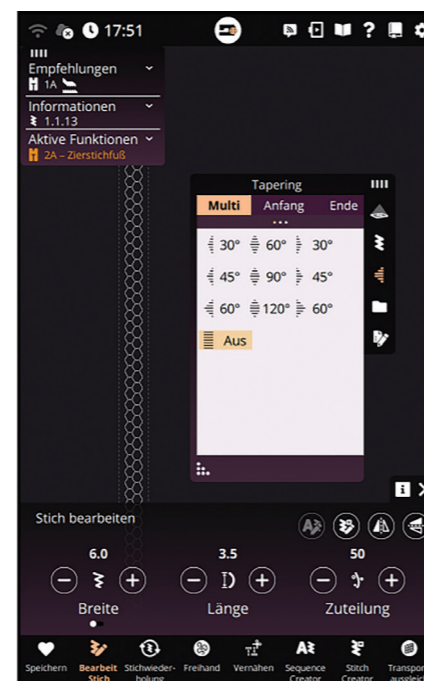 17:51
?
Empfehlungen
1A
Informationen
1.1.13
Aktive Funktionen
2A – Zierstichfuß
Tapering
Multi Anfang Ende
30° 60° 30°
45° 90° 45°
60° 120° 60°
Aus
i
Stich bearbeiten
6.0 3.5 50
Breite Länge Zuteilung
Speichern Bearbeit Stich Stichwieder-holung Freihand Vernähen Sequence Creator Stitch Creator Transport ausgleich